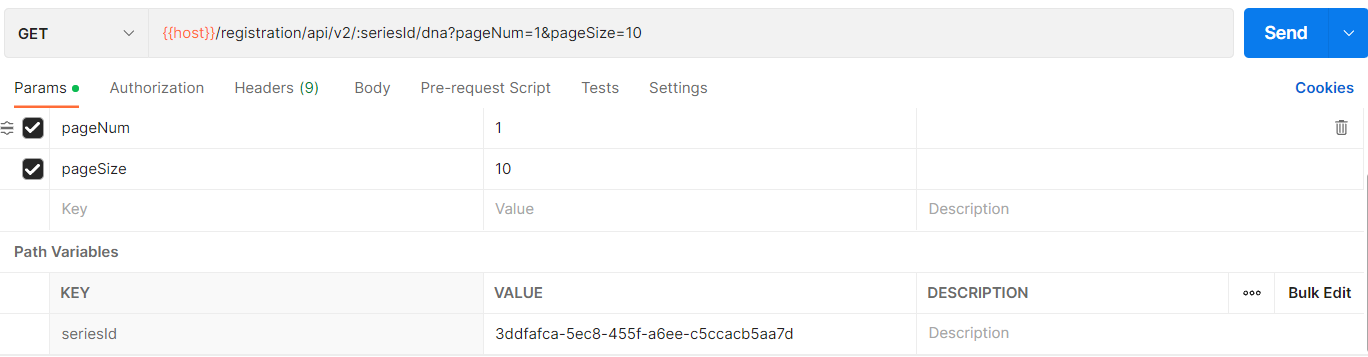 GET {{host}}/registration/api/v2/:seriesId/dna?pageNum=1&pageSize=10 Send
Params Authorization Headers (9) Body Pre-request Script Tests Settings Cookies
pageNum 1
pageSize 10
Key Value Description
Path Variables
KEY VALUE DESCRIPTION Bulk Edit
seriesId 3ddfafca-5ec8-455f-a6ee-c5ccacb5aa7d Description